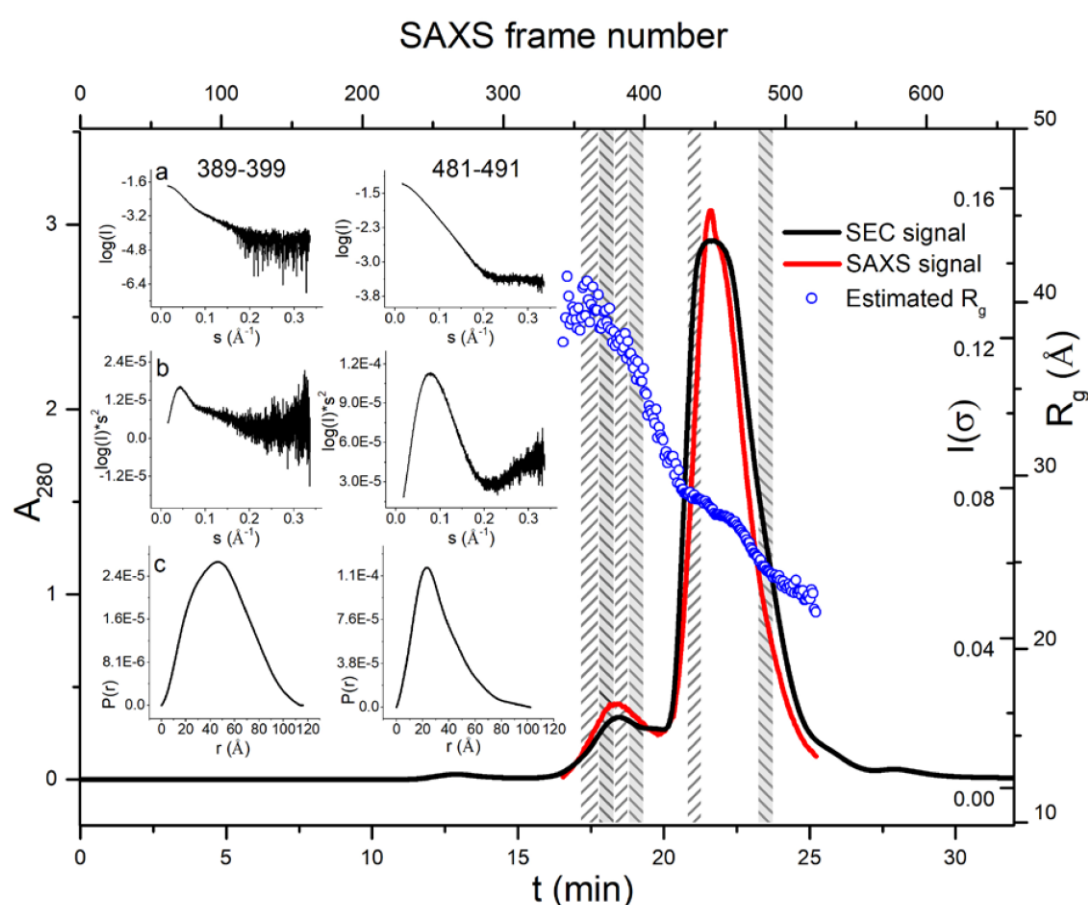 SAXS frame number
0 100 200 300 400 500 600
389-399
481-491
a
-1.6
-3.2
-4.8
-6.4
log(I)
0.0 0.1 0.2 0.3
s (Å⁻¹)
-1.5
-2.3
-3.0
-3.8
log(I)
0.0 0.1 0.2 0.3
s (Å⁻¹)
b
2.4E-5
1.2E-5
0.0
-1.2E-5
log(I)*s²
0.0 0.1 0.2 0.3
s (Å⁻¹)
1.2E-4
9.0E-5
6.0E-5
3.0E-5
log(I)*s²
0.0 0.1 0.2 0.3
s (Å⁻¹)
c
2.4E-5
1.6E-5
8.1E-6
0.0
P(r)
0 20 40 60 80 100 120
r (Å)
1.1E-4
7.6E-5
3.8E-5
0.0
P(r)
0 20 40 60 80 100 120
r (Å)
SEC signal
SAXS signal
Estimated Rg
A280
3
2
1
0
0.16
0.12
0.08
0.04
0.00
I(σ)
50
40
30
20
10
Rg (Å)
0 5 10 15 20 25 30
t (min)